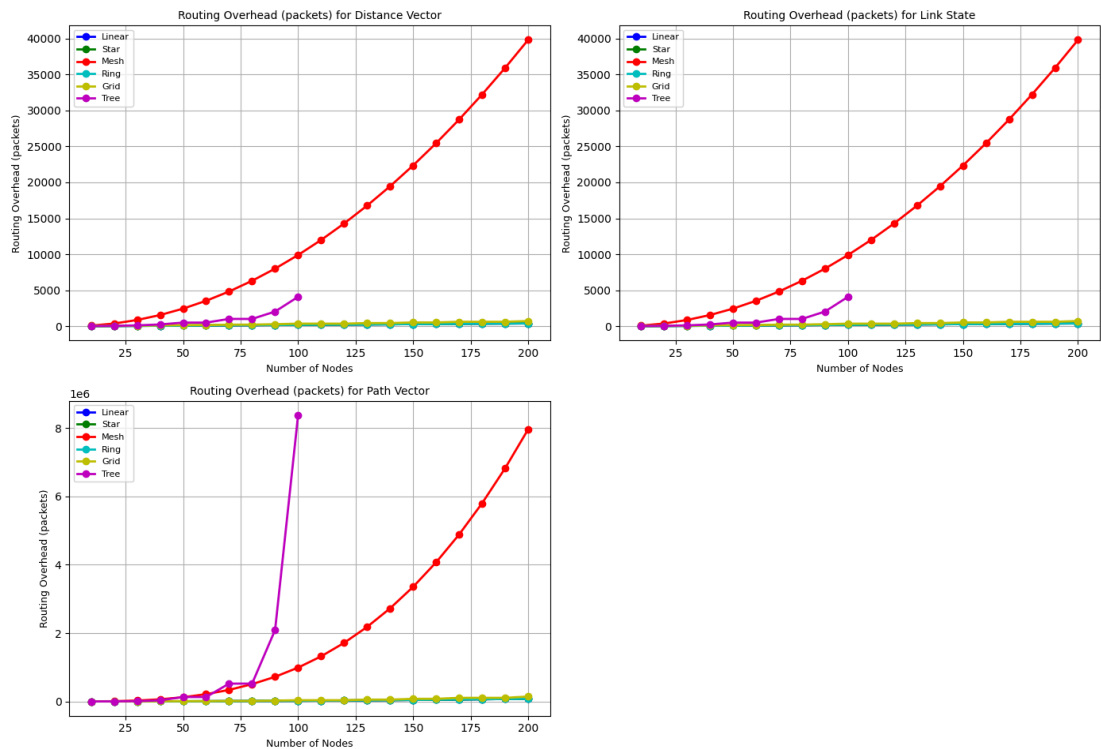 Routing Overhead (packets) for Distance Vector
Linear
Star
Mesh
Ring
Grid
Tree
Routing Overhead (packets)
40000
35000
30000
25000
20000
15000
10000
5000
0
25 50 75 100 125 150 175 200
Number of Nodes
Routing Overhead (packets) for Link State
Linear
Star
Mesh
Ring
Grid
Tree
Routing Overhead (packets)
40000
35000
30000
25000
20000
15000
10000
5000
0
25 50 75 100 125 150 175 200
Number of Nodes
Routing Overhead (packets) for Path Vector
1e6
Linear
Star
Mesh
Ring
Grid
Tree
Routing Overhead (packets)
8
6
4
2
0
25 50 75 100 125 150 175 200
Number of Nodes